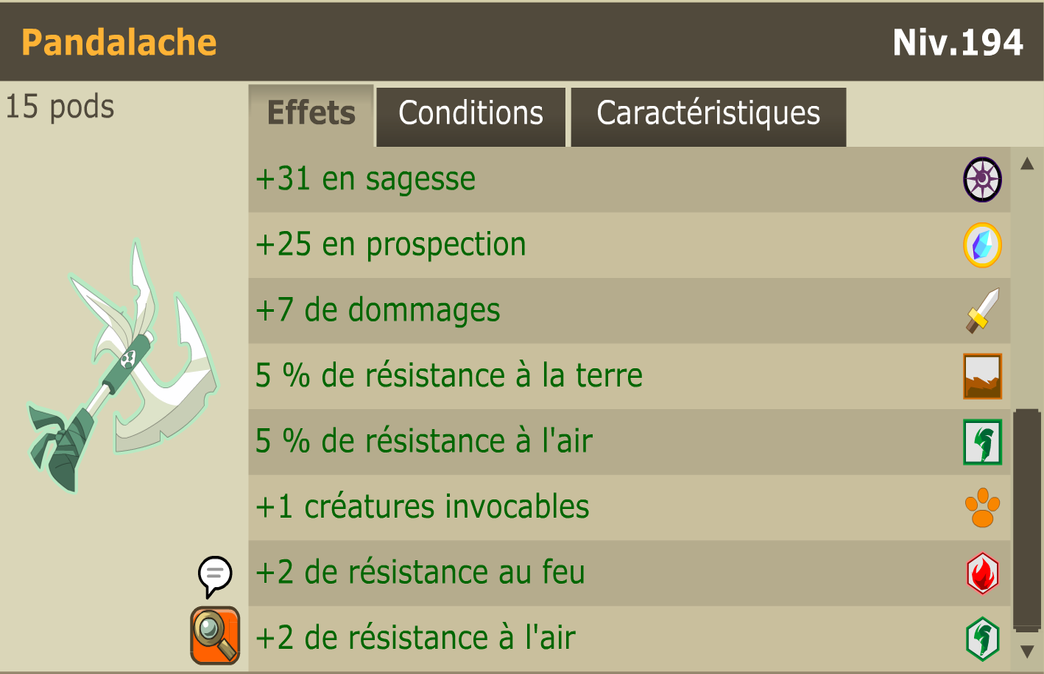 Pandalache
Niv.194
15 pods
Effets
Conditions
Caractéristiques
+31 en sagesse
+25 en prospection
+7 de dommages
5 % de résistance à la terre
5 % de résistance à l'air
+1 créatures invocables
+2 de résistance au feu
+2 de résistance à l'air